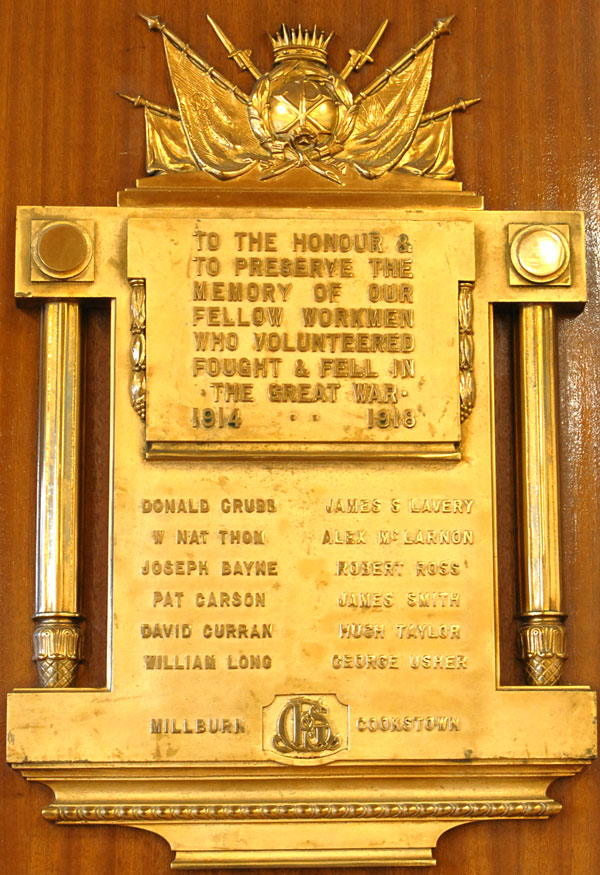 TO THE HONOUR &
TO PRESERVE THE
MEMORY OF OUR
FELLOW WORKMEN
WHO VOLUNTEERED
FOUGHT & FELL IN
· THE GREAT WAR ·
1914 · · 1918
DONALD GRUBB JAMES S LAVERY
W NAT THOM ALEX MCLARNON
JOSEPH BAYNE ROBERT ROSS
PAT CARSON JAMES SMITH
DAVID CURRAN HUGH TAYLOR
WILLIAM LONG GEORGE USHER
MILLBURN COOKSTOWN